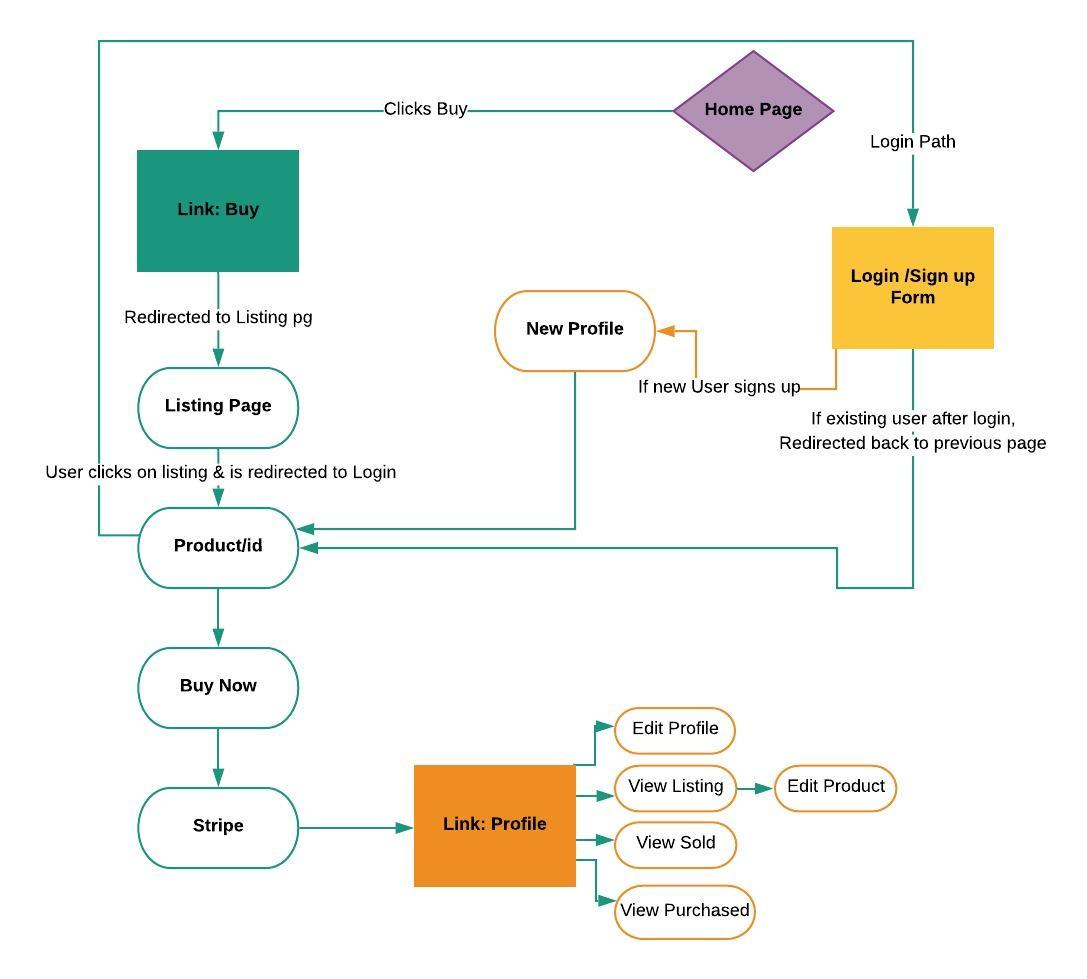 Clicks Buy
Home Page
Login Path
Link: Buy
Login /Sign up
Form
Redirected to Listing pg
New Profile
If new User signs up
Listing Page
If existing user after login,
Redirected back to previous page
User clicks on listing & is redirected to Login
Product/id
Buy Now
Edit Profile
View Listing
Edit Product
Stripe
Link: Profile
View Sold
View Purchased